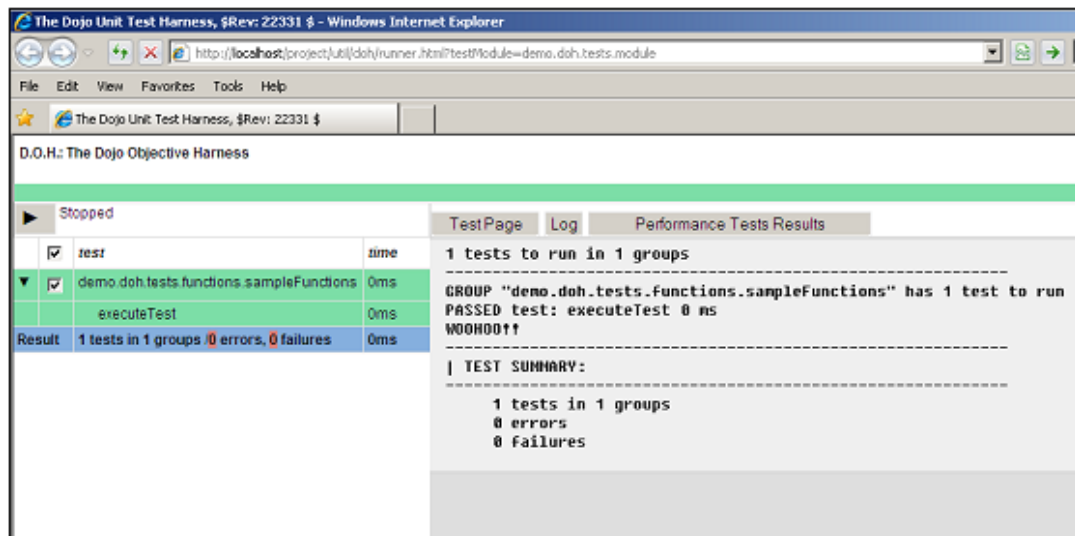 The Dojo Unit Test Harness, $Rev: 22331 $ - Windows Internet Explorer
http://localhost/project/util/doh/runner.html?testModule=demo.doh.tests.module
File Edit View Favorites Tools Help
The Dojo Unit Test Harness, $Rev: 22331 $
D.O.H.: The Dojo Objective Harness
Stopped
test time
demo.doh.tests.functions.sampleFunctions 0ms
executeTest 0ms
Result 1 tests in 1 groups /0 errors, 0 failures 0ms
Test Page Log Performance Tests Results
1 tests to run in 1 groups
------------------------------------------------------------
GROUP "demo.doh.tests.functions.sampleFunctions" has 1 test to run
PASSED test: executeTest 0 ms
WOOHOO!!
------------------------------------------------------------
| TEST SUMMARY:
------------------------------------------------------------
1 tests in 1 groups
0 errors
0 failures